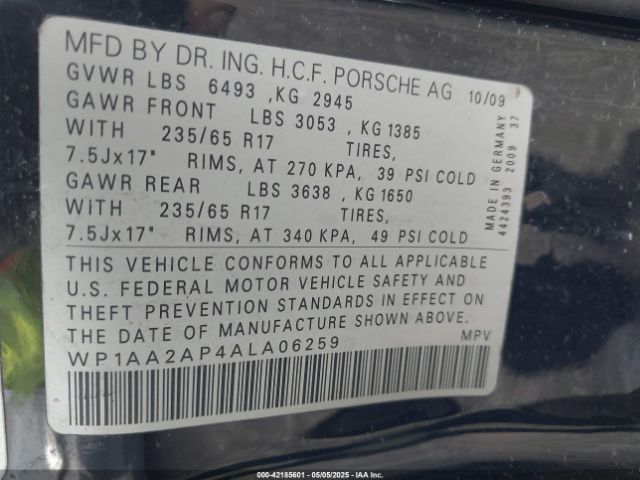 MFD BY DR. ING. H.C.F. PORSCHE AG 10/09
GVWR LBS 6493 , KG 2945
GAWR FRONT LBS 3053 , KG 1385
WITH 235/65 R17 TIRES,
7.5Jx17" RIMS, AT 270 KPA, 39 PSI COLD
GAWR REAR LBS 3638 , KG 1650
WITH 235/65 R17 TIRES,
7.5Jx17" RIMS, AT 340 KPA, 49 PSI COLD
MADE IN GERMANY
4424393 2009 37
THIS VEHICLE CONFORMS TO ALL APPLICABLE
U.S. FEDERAL MOTOR VEHICLE SAFETY AND
THEFT PREVENTION STANDARDS IN EFFECT ON
THE DATE OF MANUFACTURE SHOWN ABOVE.
WP1AA2AP4ALA06259 MPV
000-42185601 - 05/05/2025 - IAA Inc.